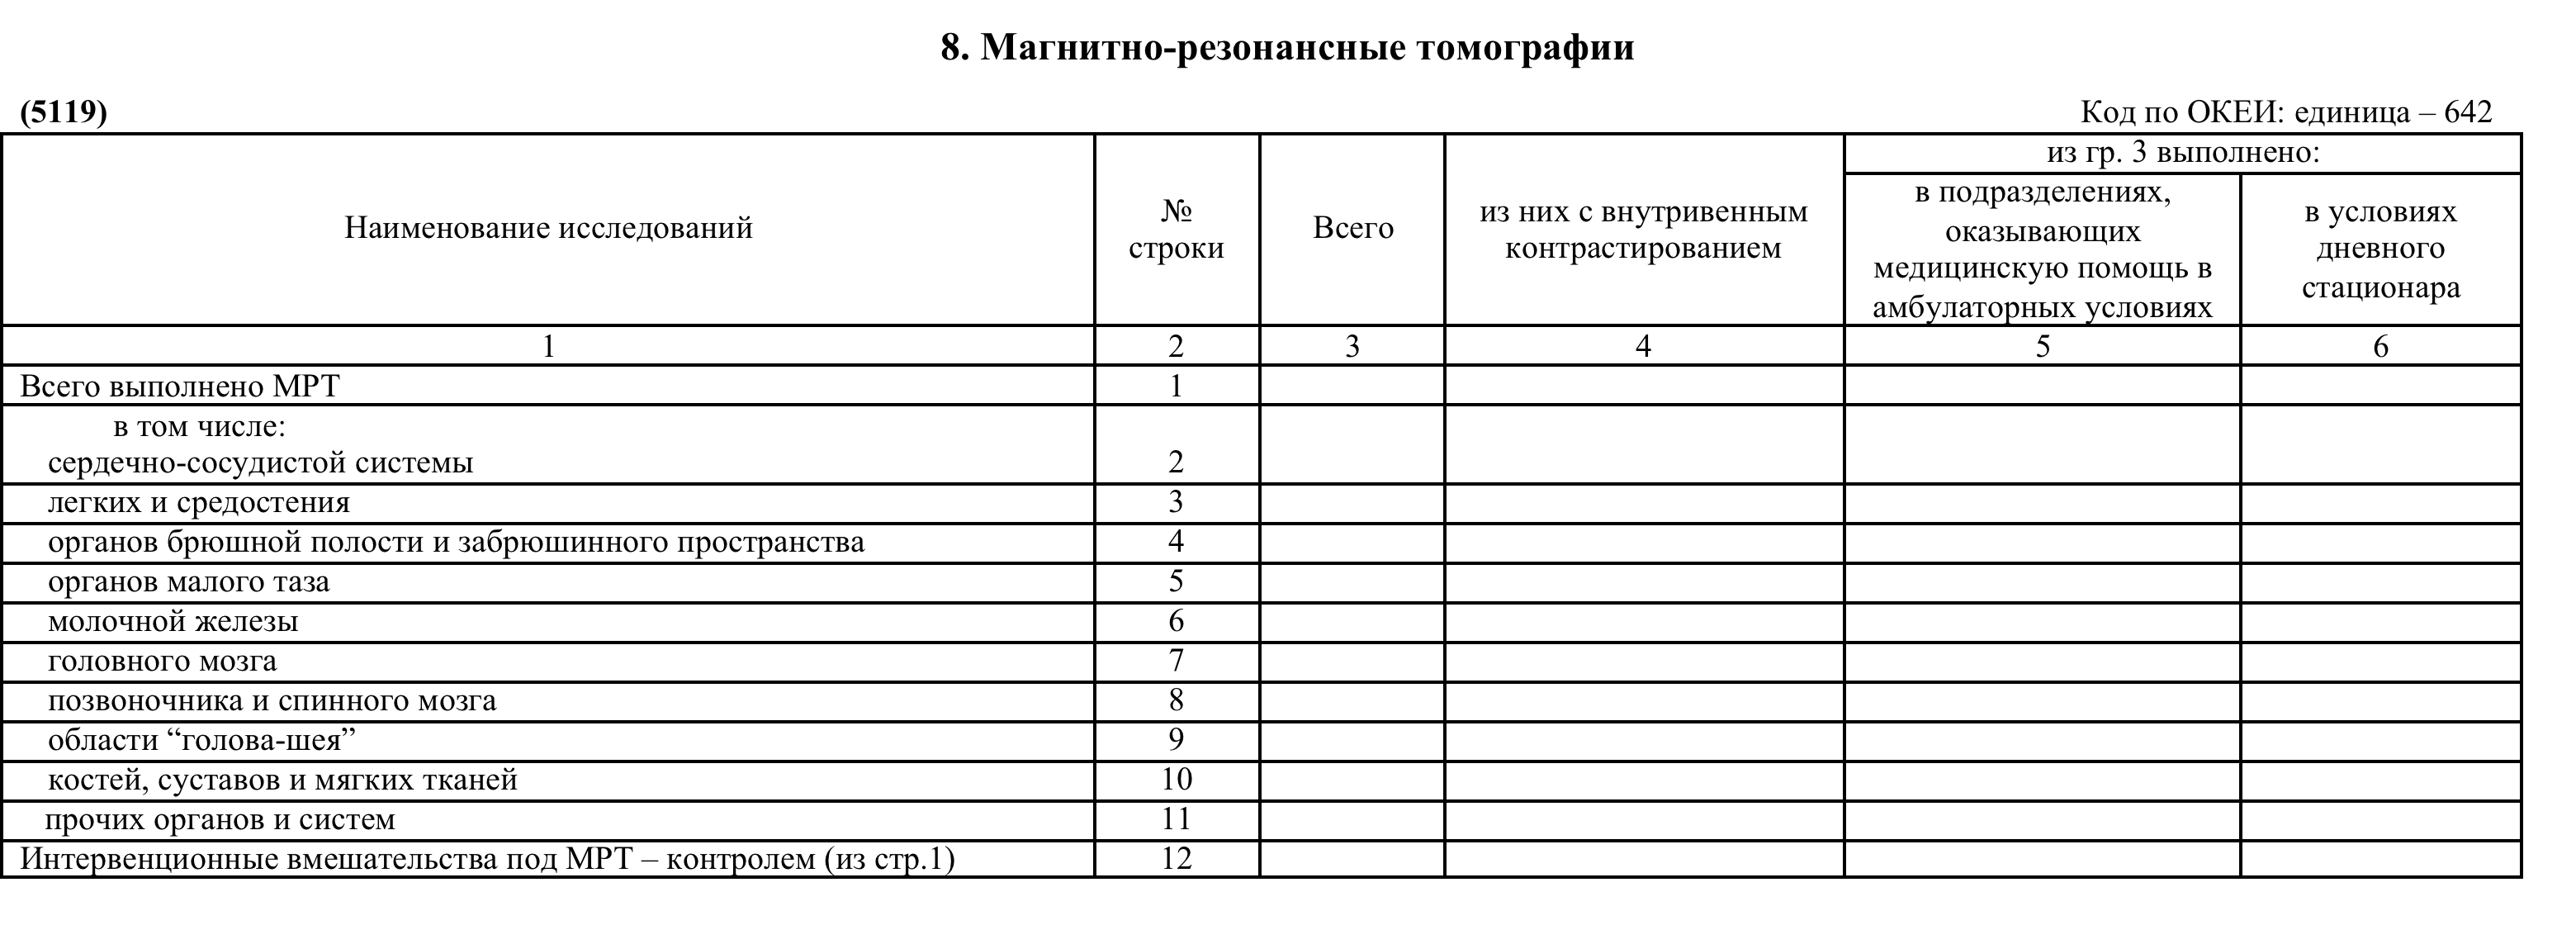 8. Магнитно-резонансные томографии
(5119)
Код по ОКЕИ: единица – 642
Наименование исследований
№
строки
Всего
из них с внутривенным
контрастированием
из гр. 3 выполнено:
в подразделениях,
оказывающих
медицинскую помощь в
амбулаторных условиях
в условиях
дневного
стационара
1 2 3 4 5 6
Всего выполнено МРТ 1
в том числе:
сердечно-сосудистой системы 2
легких и средостения 3
органов брюшной полости и забрюшинного пространства 4
органов малого таза 5
молочной железы 6
головного мозга 7
позвоночника и спинного мозга 8
области “голова-шея” 9
костей, суставов и мягких тканей 10
прочих органов и систем 11
Интервенционные вмешательства под МРТ – контролем (из стр.1) 12